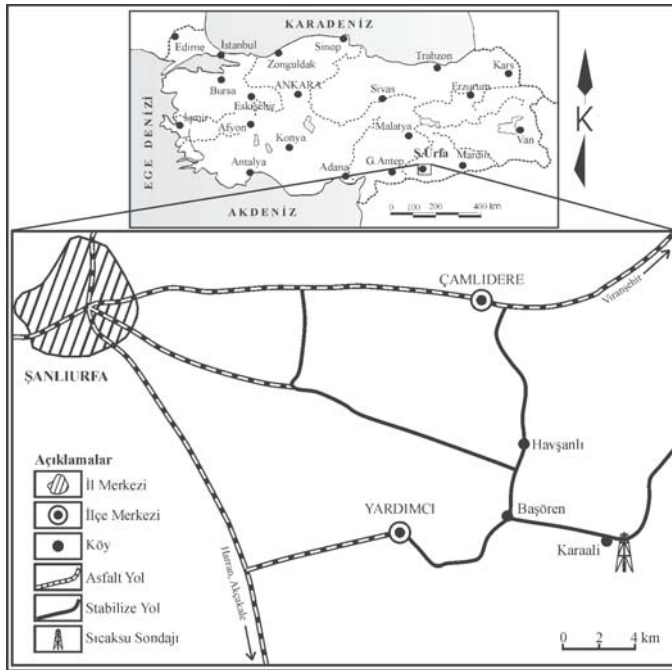 KARADENİZ
Edirne
İstanbul
Sinop
Zonguldak
Trabzon
Kars
Bursa
ANKARA
Sivas
Erzurum
Eskişehir
EGE DENİZİ
İzmir
Afyon
Malatya
Van
Konya
Ş.Urfa
Mardin
Antalya
Adana
G.Antep
AKDENİZ
0 100 200 400 km
K
ÇAMLIDERE
Viranşehir
ŞANLIURFA
Havşanlı
Açıklamalar
İl Merkezi
İlçe Merkezi
Köy
Asfalt Yol
Stabilize Yol
Sıcaksu Sondajı
YARDIMCI
Başören
Karaali
Harran, Akçakale
0 2 4 km